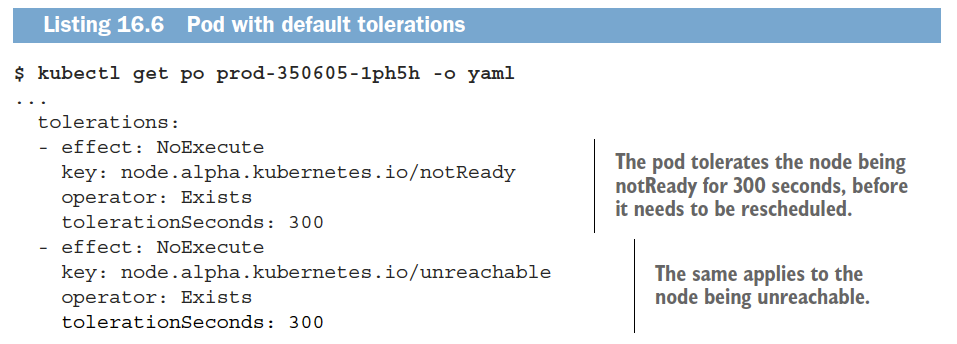 Listing 16.6 Pod with default tolerations
$ kubectl get po prod-350605-1ph5h -o yaml
...
  tolerations:
  - effect: NoExecute
    key: node.alpha.kubernetes.io/notReady
    operator: Exists
    tolerationSeconds: 300
  - effect: NoExecute
    key: node.alpha.kubernetes.io/unreachable
    operator: Exists
    tolerationSeconds: 300
The pod tolerates the node being
notReady for 300 seconds, before
it needs to be rescheduled.
The same applies to the
node being unreachable.